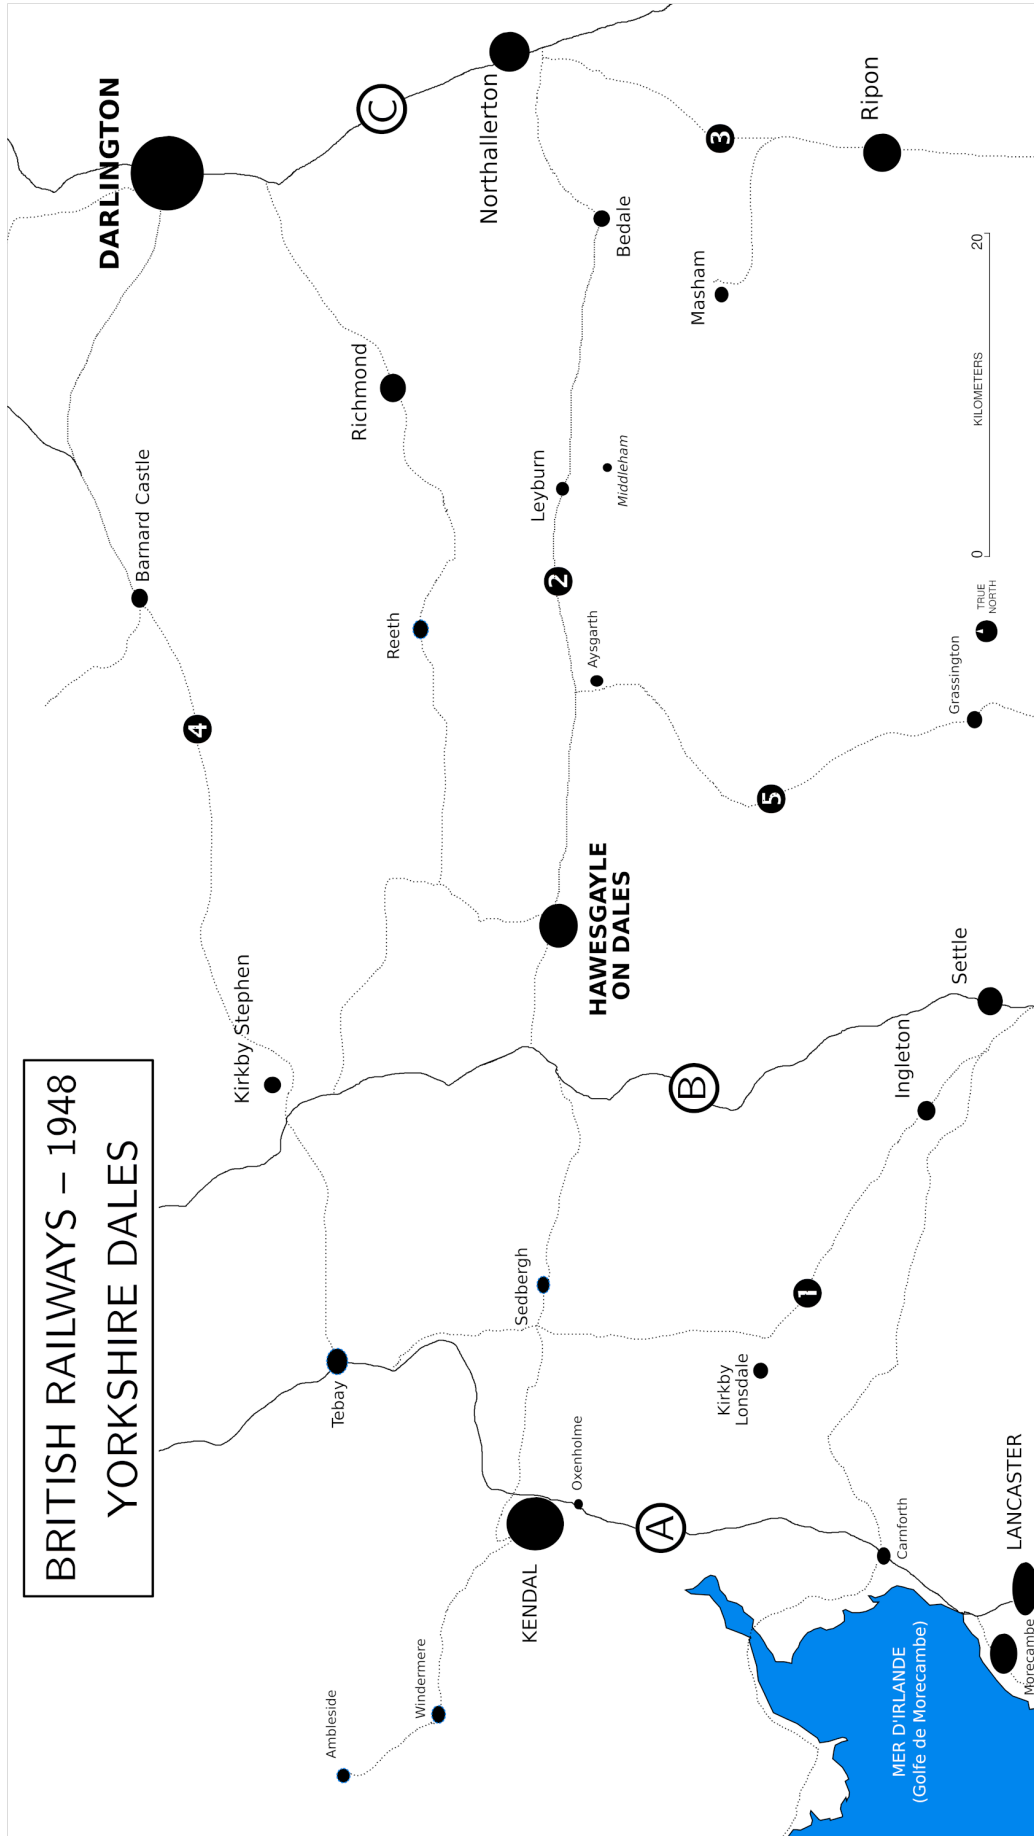 BRITISH RAILWAYS – 1948
YORKSHIRE DALES
DARLINGTON
C
Northallerton
Ripon
3
Masham
Bedale
Richmond
Leyburn
Middleham
2
Barnard Castle
4
Reeth
Aysgarth
5
Grassington
0
20
KILOMETERS
TRUE
NORTH
HAWESGAYLE
ON DALES
Kirkby Stephen
Settle
Ingleton
B
Sedbergh
Tebay
1
Kirkby
Lonsdale
Oxenholme
KENDAL
A
Carnforth
LANCASTER
Morecambe
Windermere
Ambleside
MER D'IRLANDE
(Golfe de Morecambe)